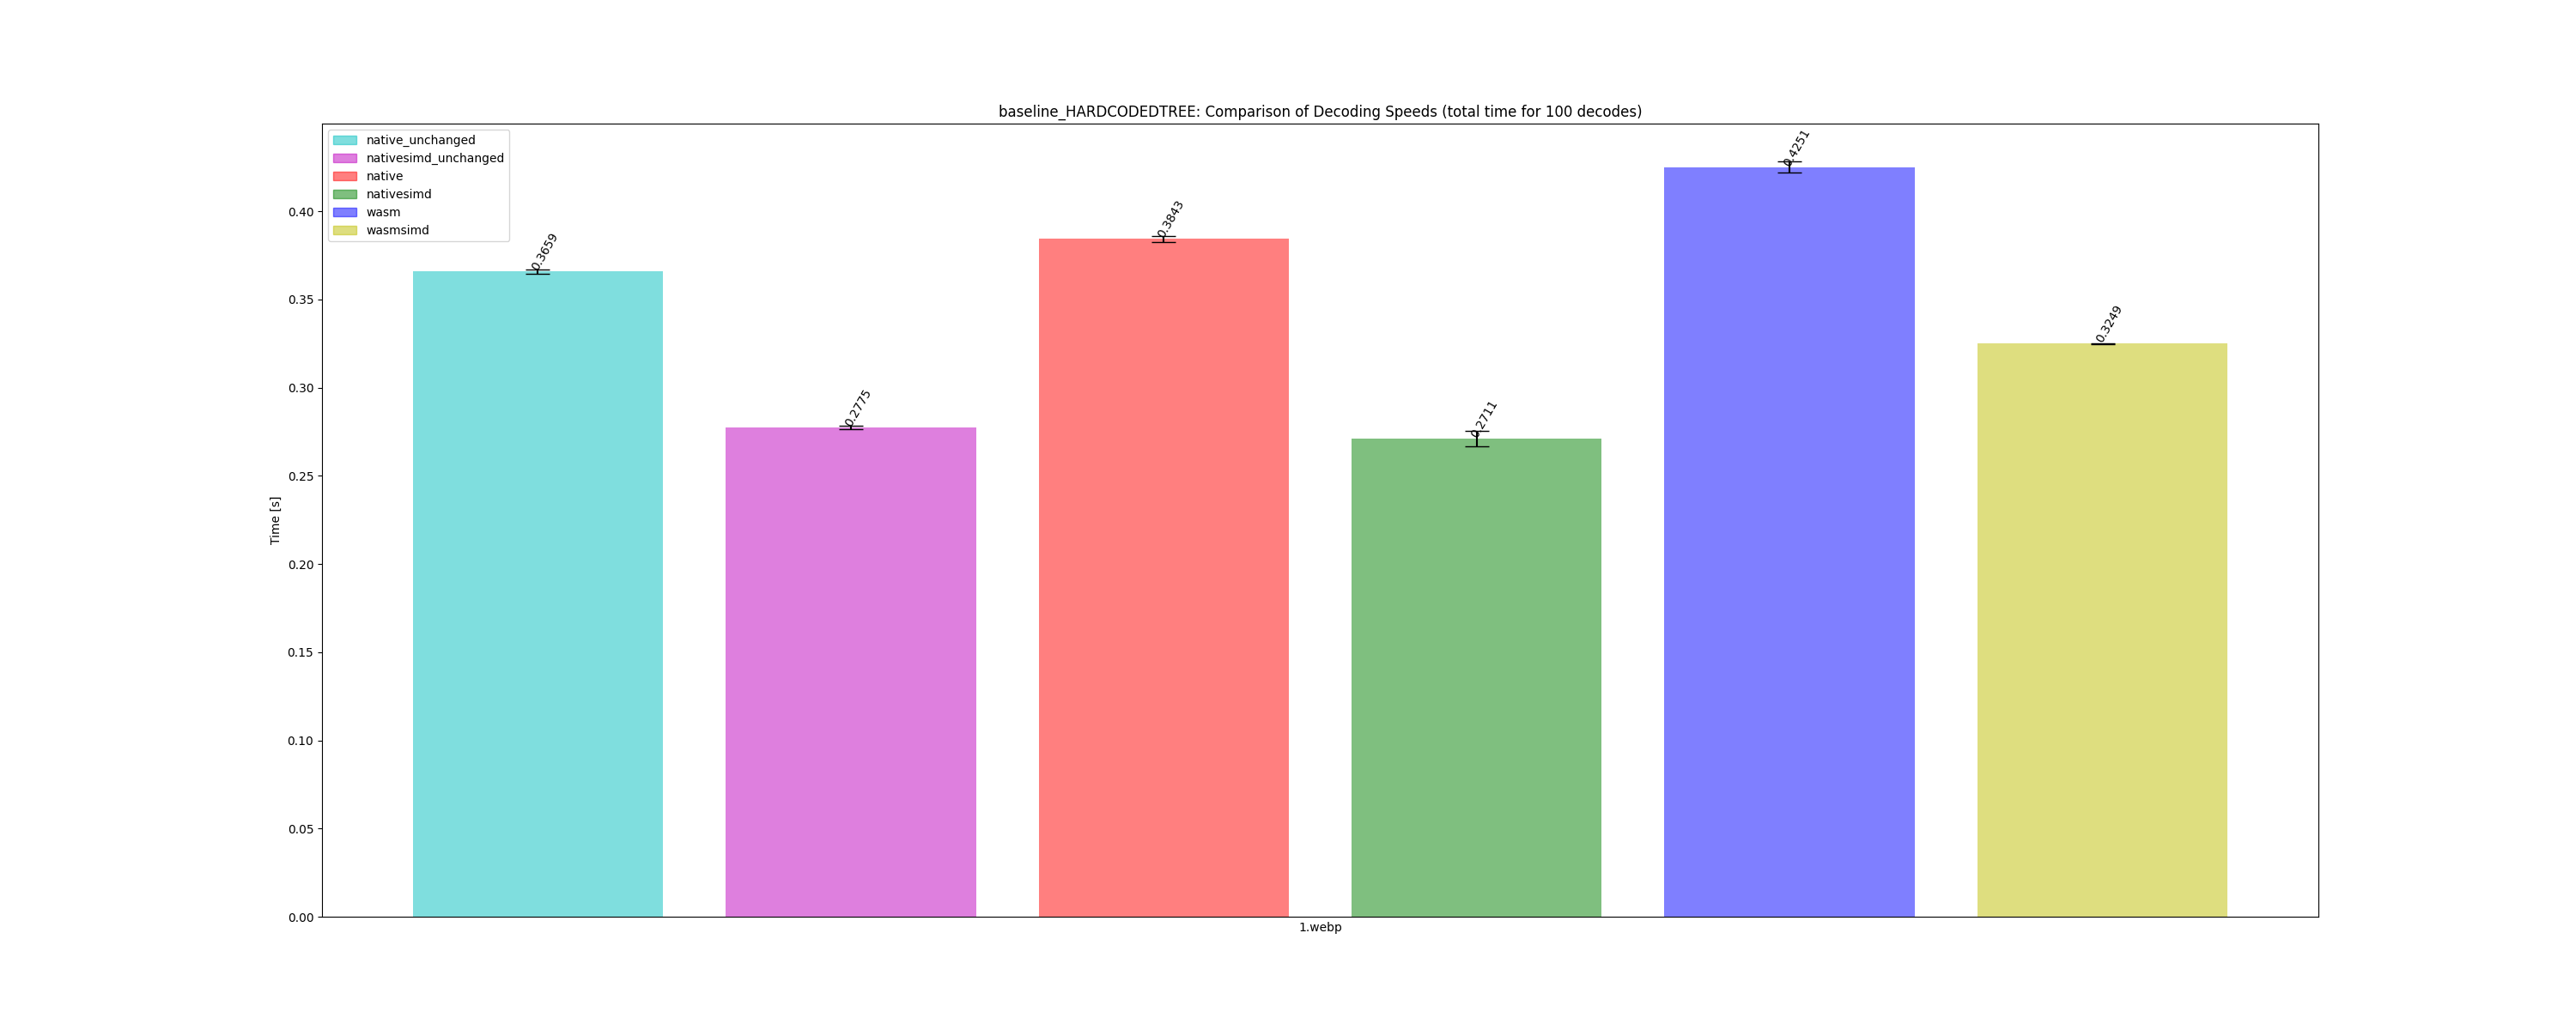 baseline_HARDCODEDTREE: Comparison of Decoding Speeds (total time for 100 decodes)
native_unchanged
nativesimd_unchanged
native
nativesimd
wasm
wasmsimd
0.3659
0.2775
0.3843
0.2711
0.4251
0.3249
Time [s]
0.40
0.35
0.30
0.25
0.20
0.15
0.10
0.05
0.00
1.webp